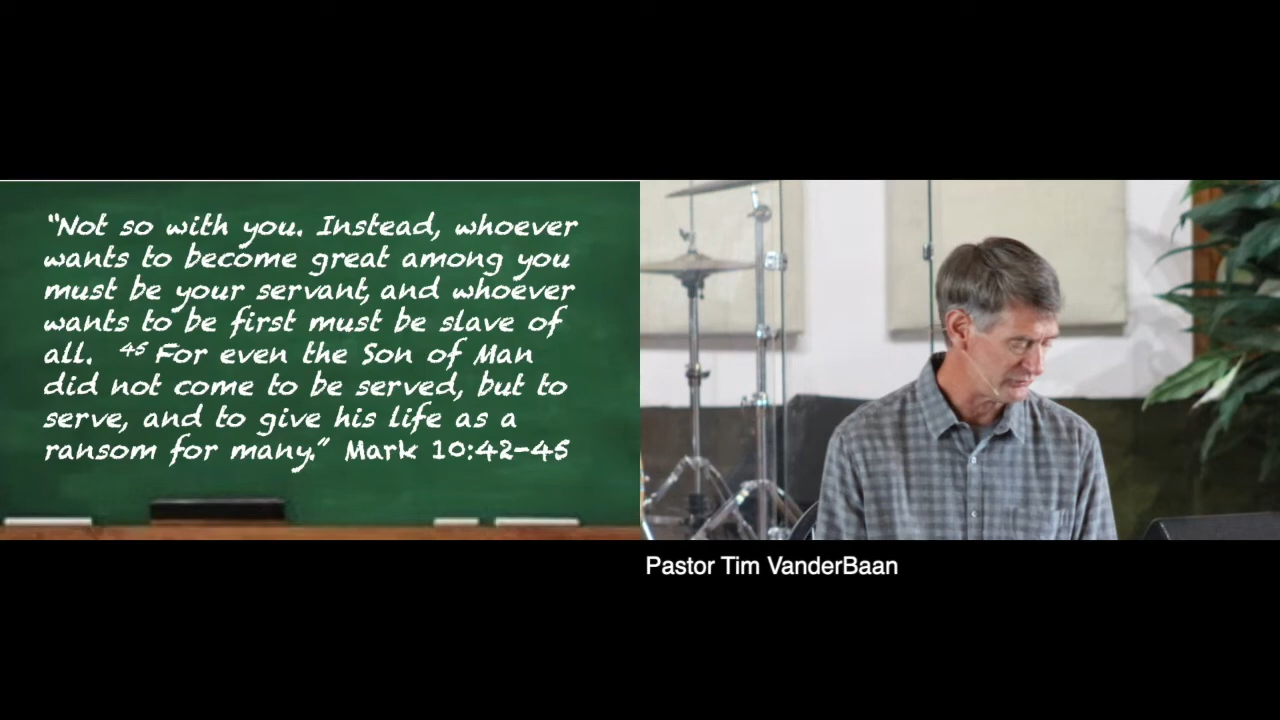 “Not so with you. Instead, whoever
wants to become great among you
must be your servant, and whoever
wants to be first must be slave of
all. 45 For even the Son of Man
did not come to be served, but to
serve, and to give his life as a
ransom for many.” Mark 10:42-45
Pastor Tim VanderBaan